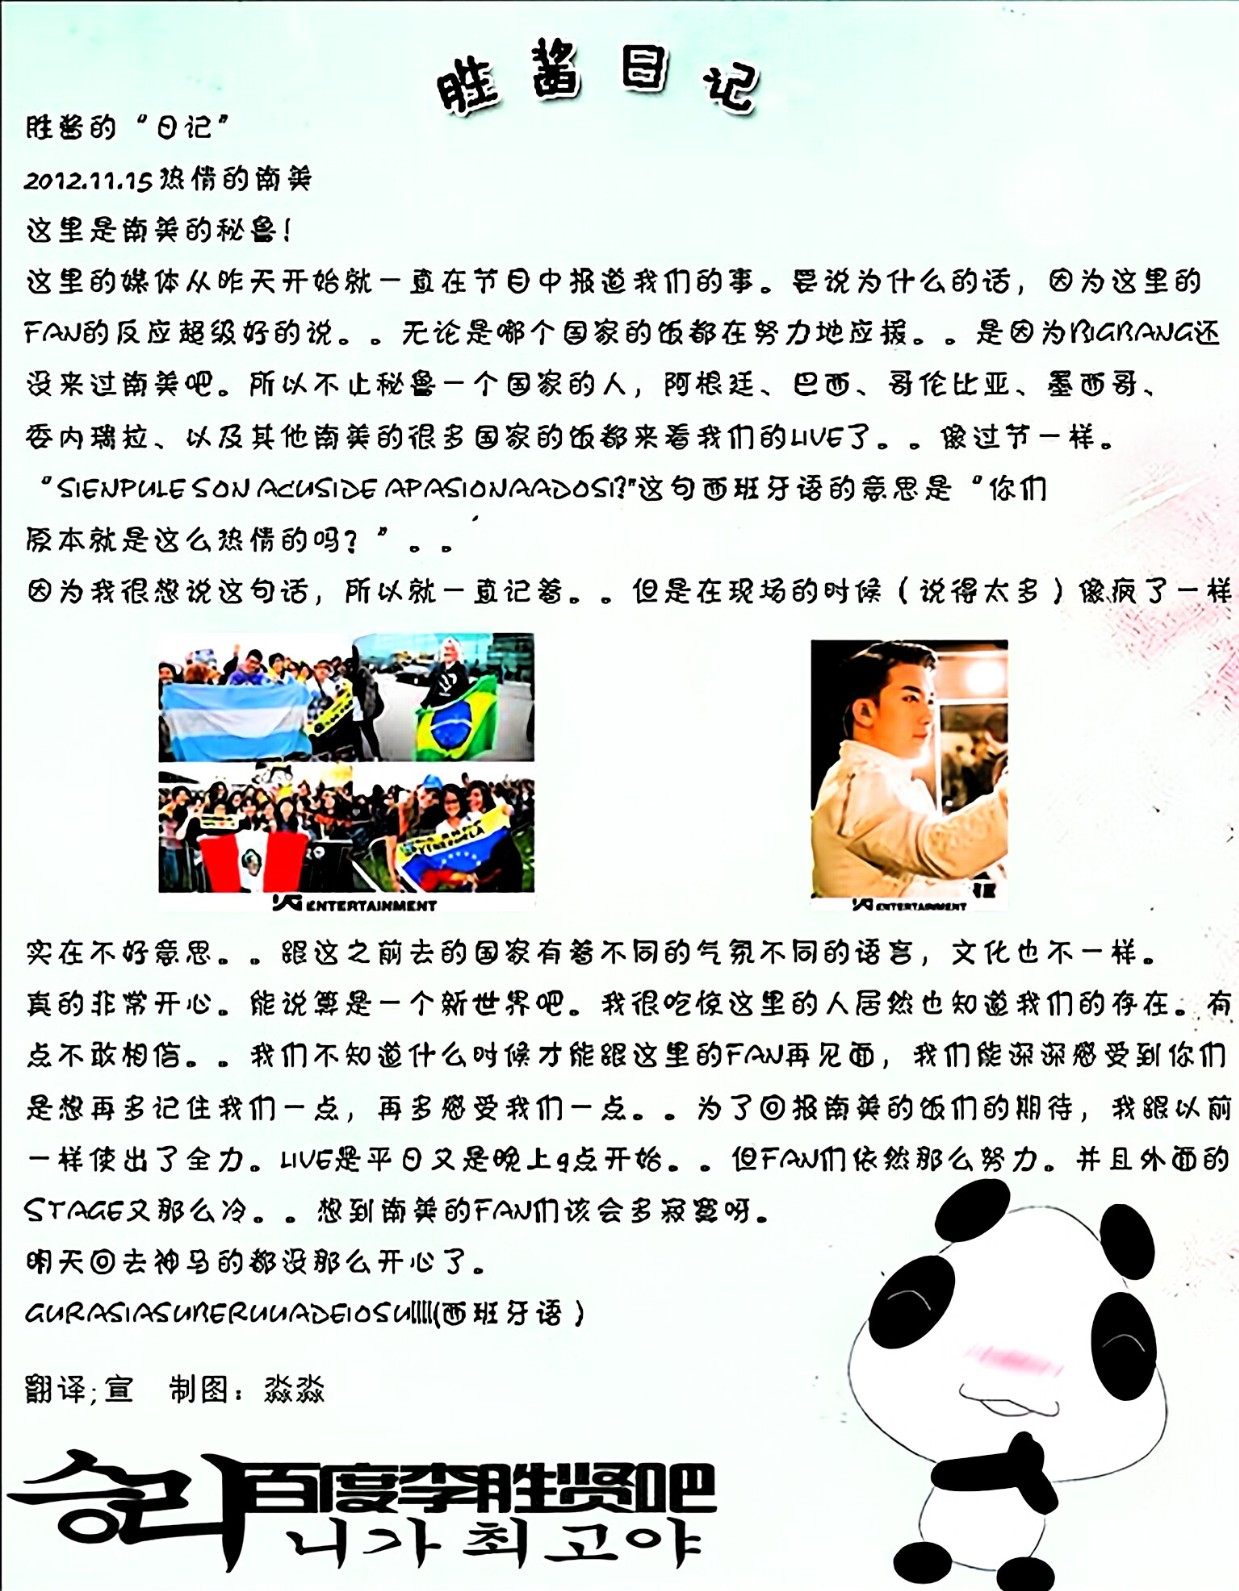 胜酱日记
胜酱的“日记”
2012.11.15热情的南美
这里是南美的秘鲁！
这里的媒体从昨天开始就一直在节目中报道我们的事。要说为什么的话，因为这里的
FAN的反应超级好的说。。无论是哪个国家的饭都在努力地应援。。是因为BIGBANG还
没来过南美吧。所以不止秘鲁一个国家的人，阿根廷、巴西、哥伦比亚、墨西哥、
委内瑞拉、以及其他南美的很多国家的饭都来看我们的LIVE了。。像过节一样。
“SIENPULE SON ACUSIDE APASIONAADOSI?"这句西班牙语的意思是“你们
原本就是这么热情的吗？”。。
因为我很想说这句话，所以就一直记着。。但是在现场的时候（说得太多）像疯了一样
YG ENTERTAINMENT
YG ENTERTAINMENT
实在不好意思。。跟这之前去的国家有着不同的气氛不同的语言，文化也不一样。
真的非常开心。能说算是一个新世界吧。我很吃惊这里的人居然也知道我们的存在。有
点不敢相信。。我们不知道什么时候才能跟这里的FAN再见面，我们能深深感受到你们
是想再多记住我们一点，再多感受我们一点。。为了回报南美的饭们的期待，我跟以前
一样使出了全力。LIVE是平日又是晚上9点开始。。但FAN们依然那么努力。并且外面的
STAGE又那么冷。。想到南美的FAN们该会多寂寞呀。
明天回去神马的都没那么开心了。
GURASIASUBERUUADEIOSU!!!!(西班牙语）
翻译;宣 制图：淼淼
승리百度李胜贤吧
니가 최고야